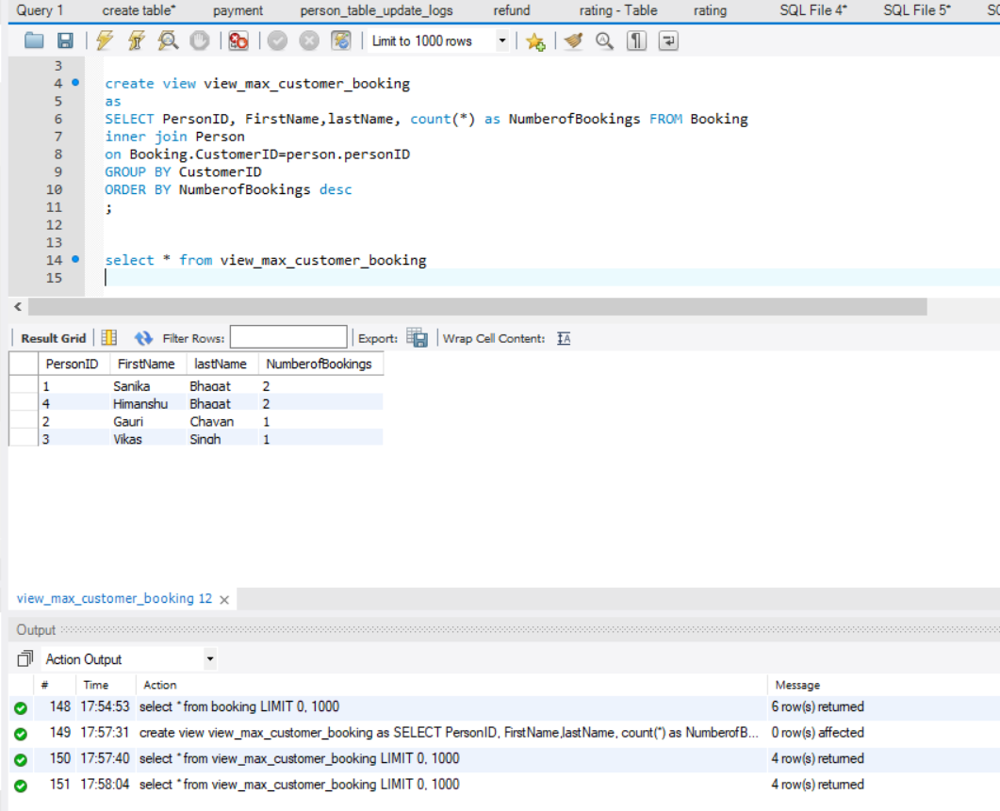 Query 1 create table* payment person_table_update_logs refund rating - Table rating SQL File 4* SQL File 5*
Limit to 1000 rows
3
4 create view view_max_customer_booking
5 as
6 SELECT PersonID, FirstName,lastName, count(*) as NumberofBookings FROM Booking
7 inner join Person
8 on Booking.CustomerID=person.personID
9 GROUP BY CustomerID
10 ORDER BY NumberofBookings desc
11 ;
12
13
14 select * from view_max_customer_booking
15
Result Grid Filter Rows: Export: Wrap Cell Content: IA
PersonID FirstName lastName NumberofBookings
1 Sanika Bhagat 2
4 Himanshu Bhagat 2
2 Gauri Chavan 1
3 Vikas Singh 1
view_max_customer_booking 12 ×
Output
Action Output
# Time Action Message
148 17:54:53 select * from booking LIMIT 0, 1000 6 row(s) returned
149 17:57:31 create view view_max_customer_booking as SELECT PersonID, FirstName,lastName, count(*) as NumberofB... 0 row(s) affected
150 17:57:40 select * from view_max_customer_booking LIMIT 0, 1000 4 row(s) returned
151 17:58:04 select * from view_max_customer_booking LIMIT 0, 1000 4 row(s) returned